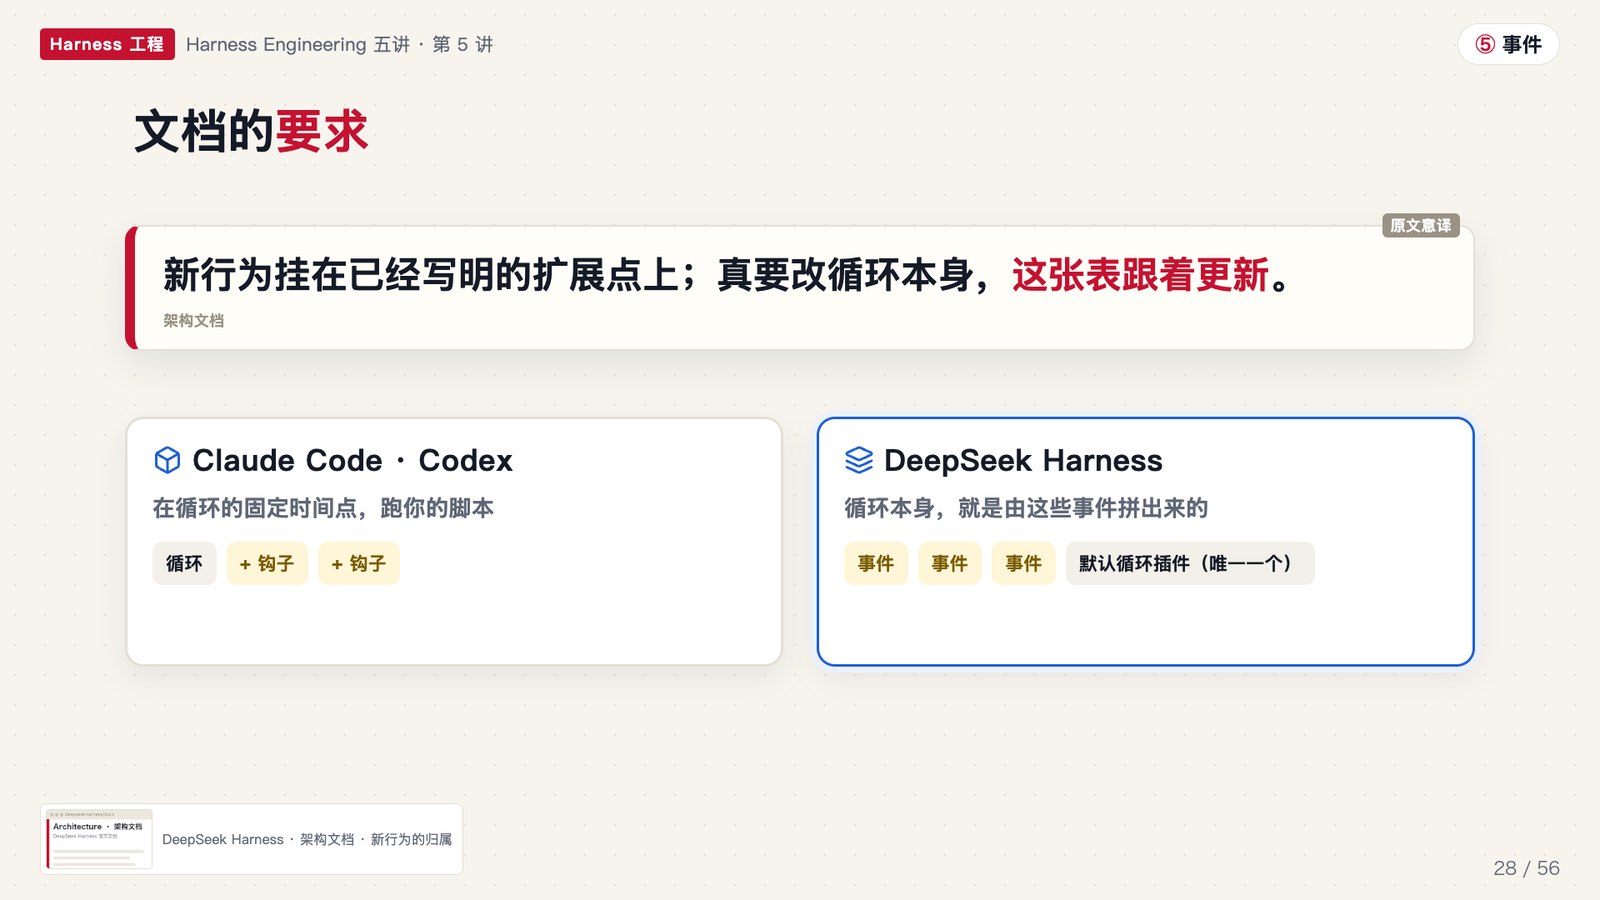 Harness 工程 Harness Engineering 五讲 · 第 5 讲
⑤ 事件
文档的要求
原文意译
新行为挂在已经写明的扩展点上；真要改循环本身，这张表跟着更新。
架构文档
Claude Code · Codex
在循环的固定时间点，跑你的脚本
循环 + 钩子 + 钩子
DeepSeek Harness
循环本身，就是由这些事件拼出来的
事件 事件 事件 默认循环插件（唯一一个）
Architecture · 架构文档
DeepSeek Harness 官方文档
DeepSeek Harness · 架构文档 · 新行为的归属
28 / 56